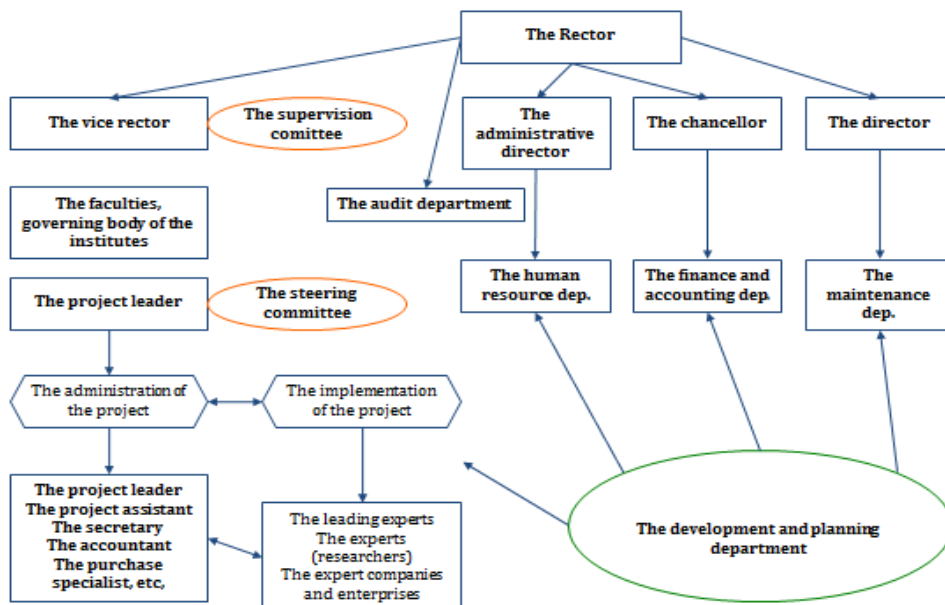 The Rector
The vice rector
The supervision
comittee
The
administrative
director
The chancellor
The director
The audit department
The faculties,
governing body of the
institutes
The project leader
The steering
committee
The human
resource dep.
The finance and
accounting dep.
The
maintenance
dep.
The administration of
the project
The implementation
of the project
The project leader
The project assistant
The secretary
The accountant
The purchase
specialist, etc,
The leading experts
The experts
(researchers)
The expert companies
and enterprises
The development and planning
department